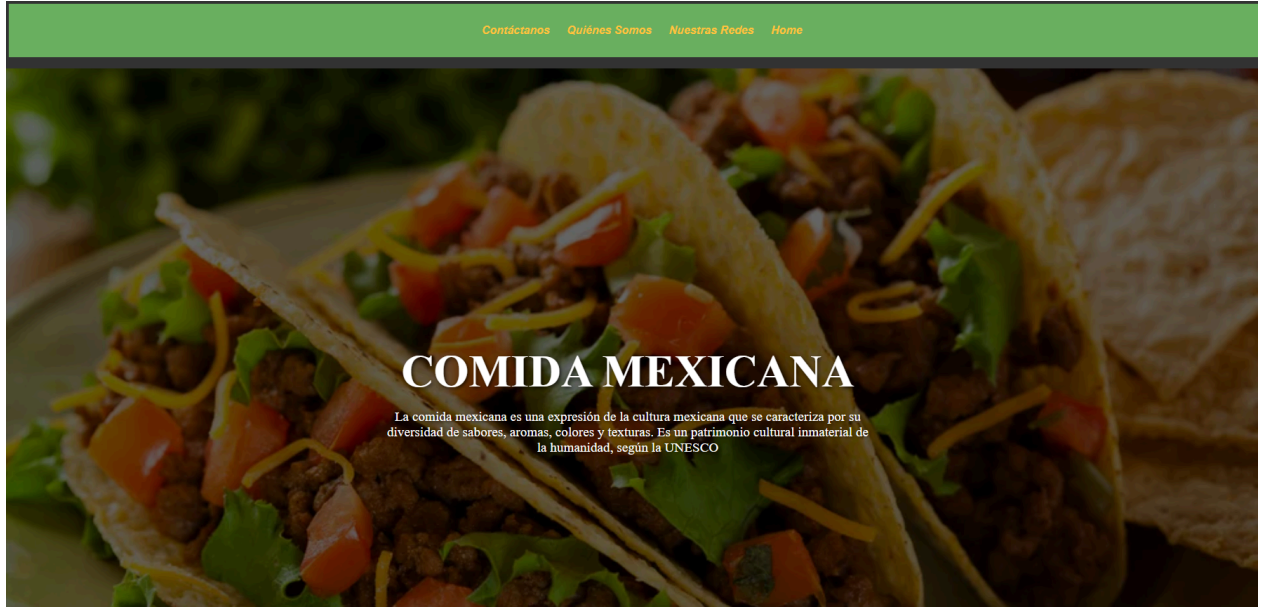 Contáctanos Quiénes Somos Nuestras Redes Home
COMIDA MEXICANA
La comida mexicana es una expresión de la cultura mexicana que se caracteriza por su
diversidad de sabores, aromas, colores y texturas. Es un patrimonio cultural inmaterial de
la humanidad, según la UNESCO